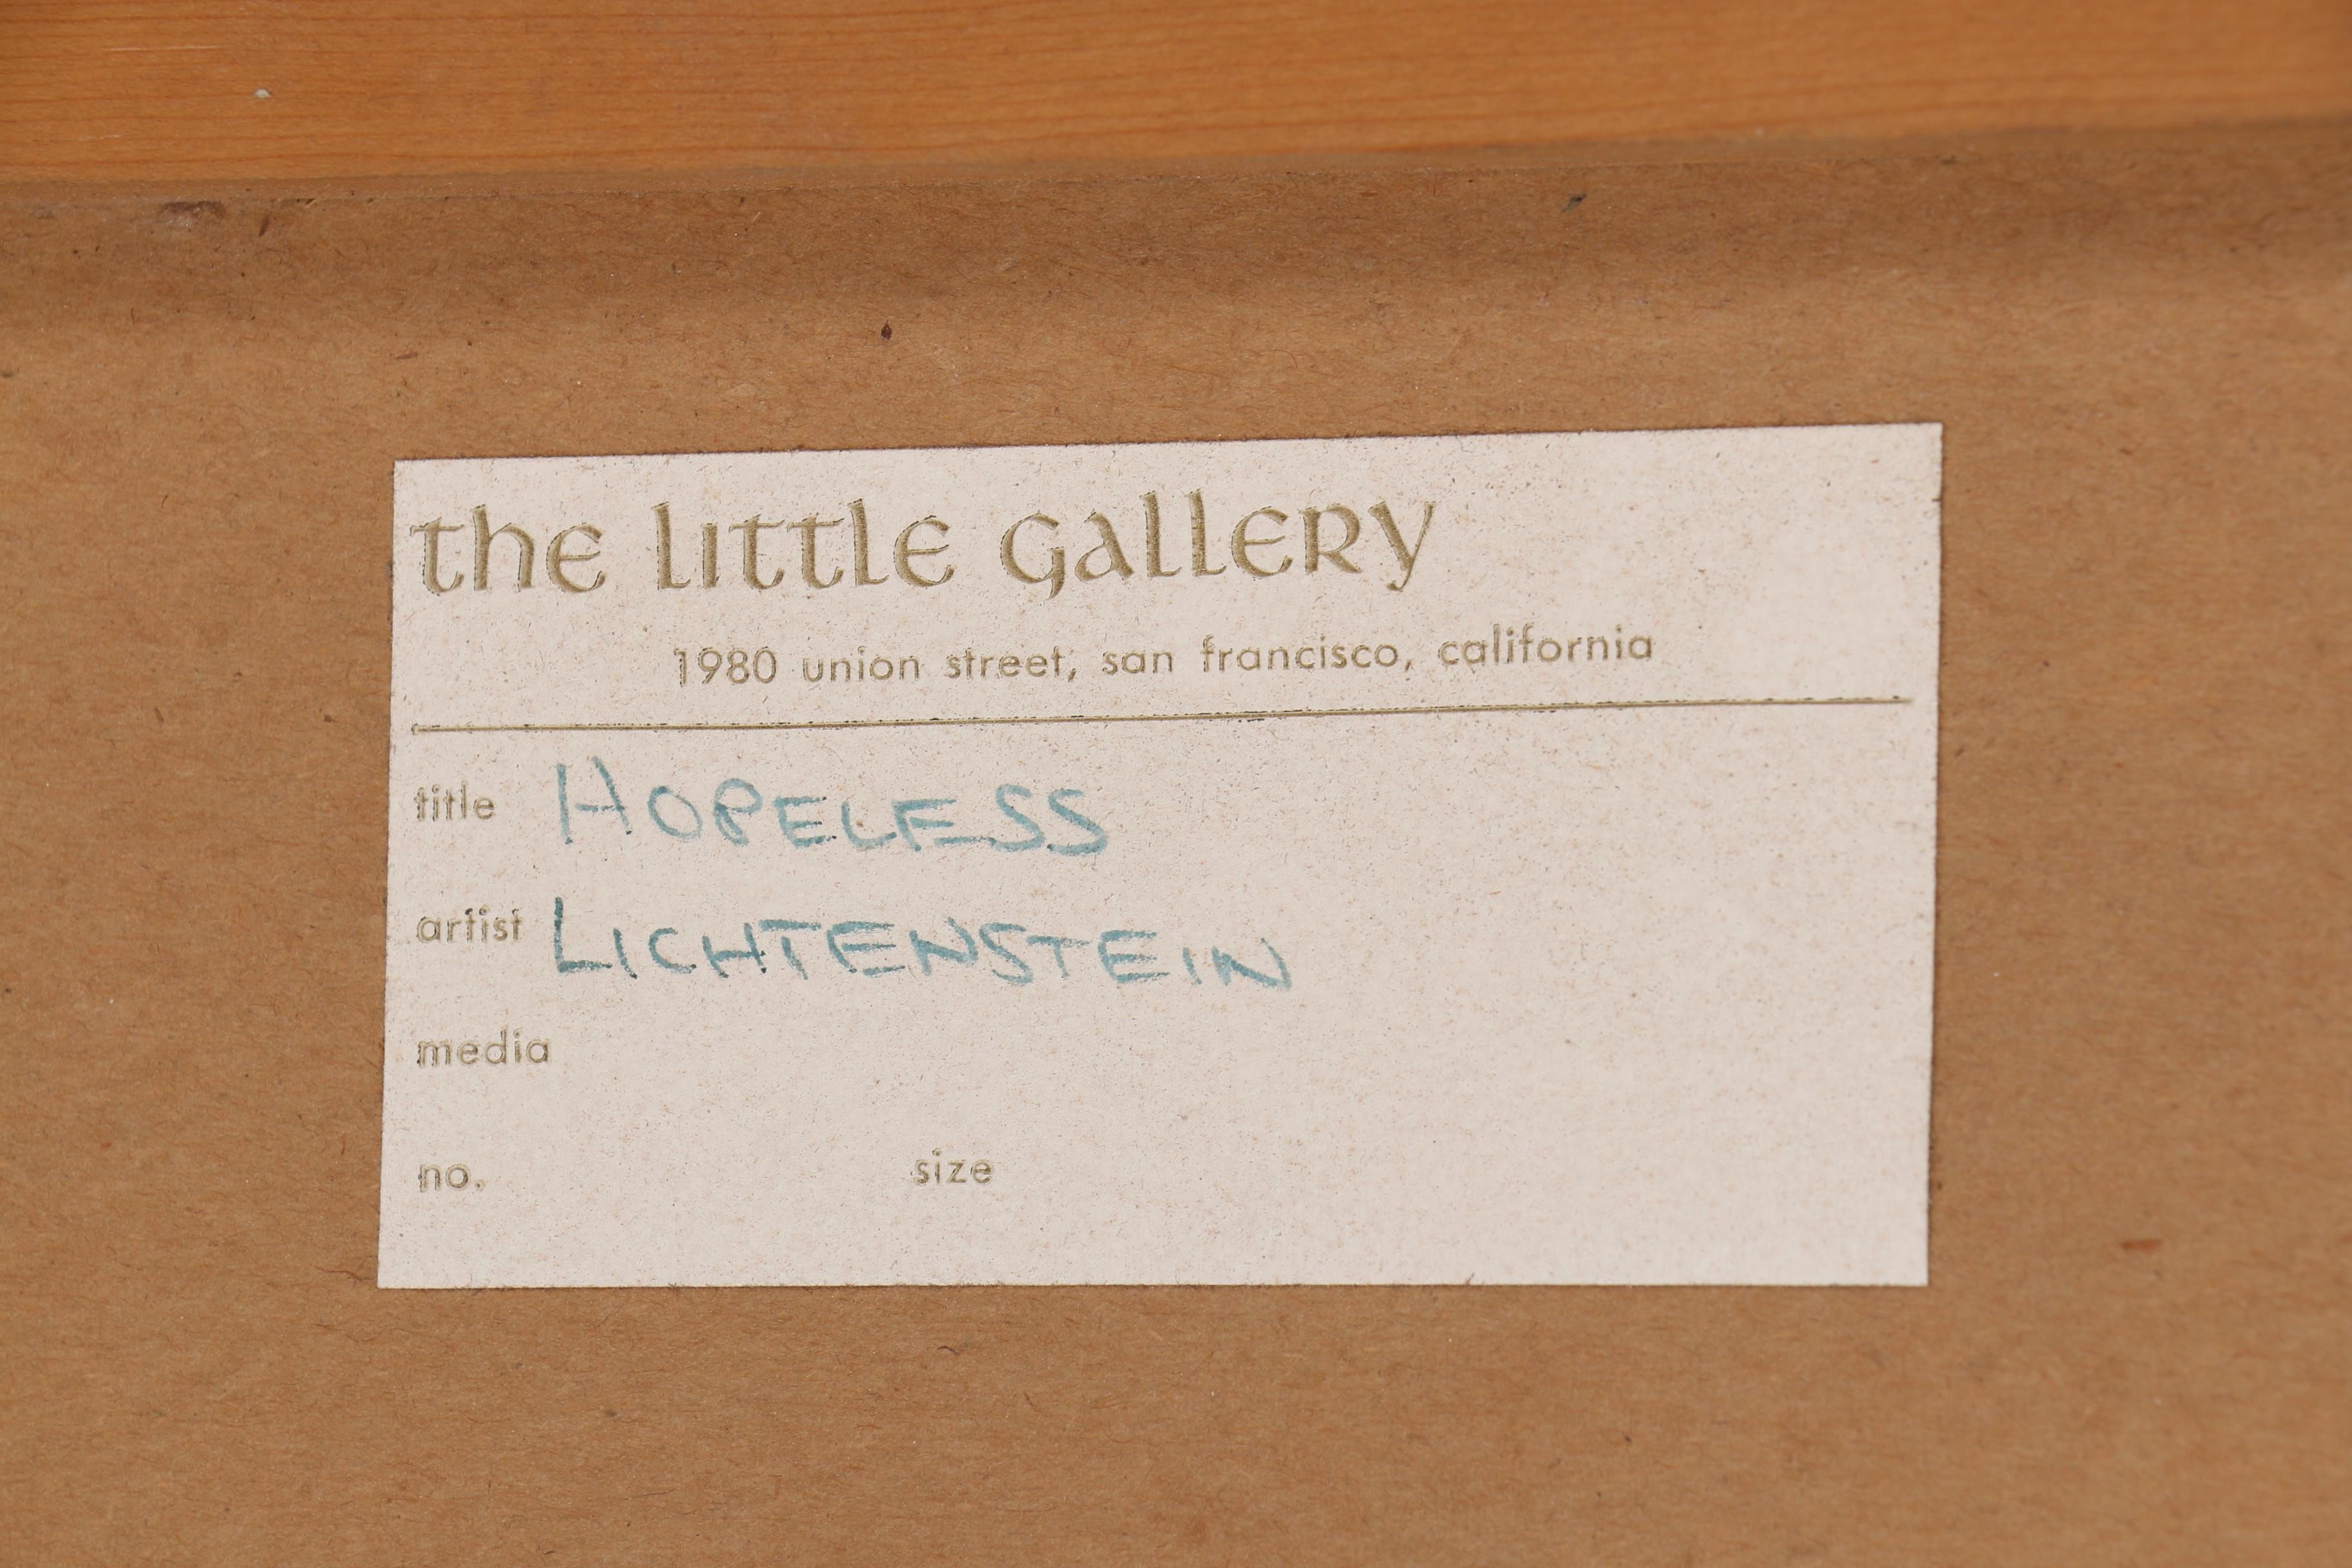 the little gallery
1980 union street, san francisco, california
title HOPELESS
artist LICHTENSTEIN
media
no. size